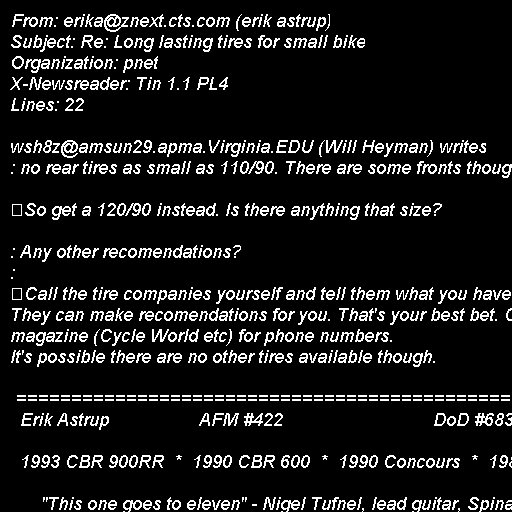 From: erika@znext.cts.com (erik astrup)
Subject: Re: Long lasting tires for small bike
Organization: pnet
X-Newsreader: Tin 1.1 PL4
Lines: 22
wsh8z@amsun29.apma.Virginia.EDU (Will Heyman) writes
: no rear tires as small as 110/90. There are some fronts thoug
So get a 120/90 instead. Is there anything that size?
: Any other recomendations?
:
Call the tire companies yourself and tell them what you have
They can make recomendations for you. That's your best bet.
magazine (Cycle World etc) for phone numbers.
It's possible there are no other tires available though.
=============================================
Erik Astrup AFM #422 DoD #683
1993 CBR 900RR * 1990 CBR 600 * 1990 Concours * 198
"This one goes to eleven" - Nigel Tufnel, lead guitar, Spina